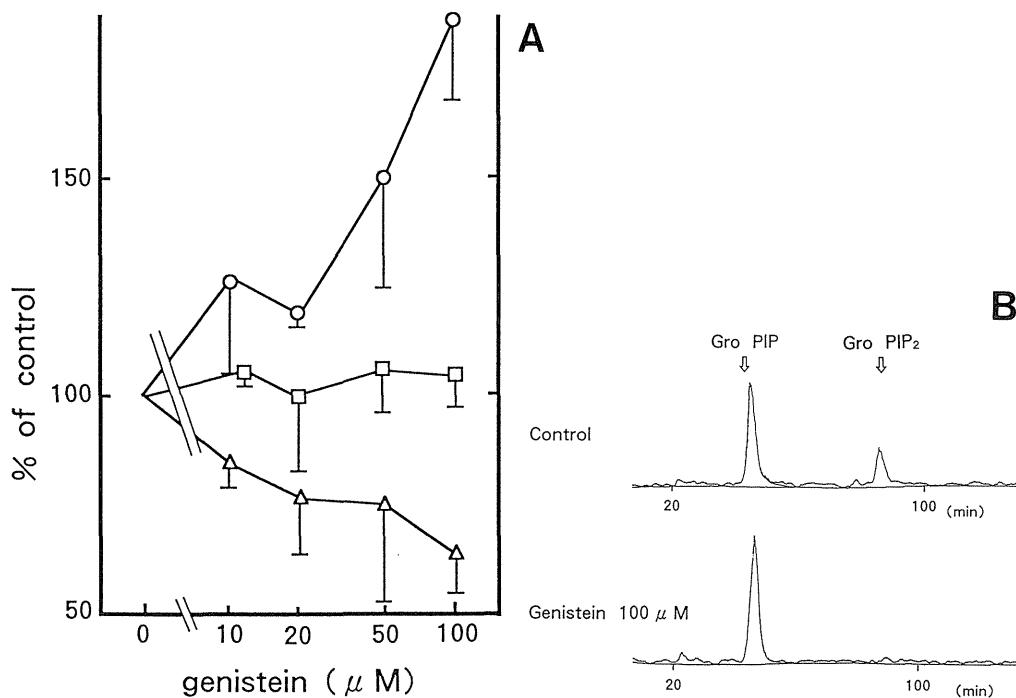 A
150
100
50
% of control
0 10 20 50 100
genistein (μM)
B
Gro PIP Gro PIP₂
Control
20 100 (min)
Genistein 100 μM
20 100 (min)